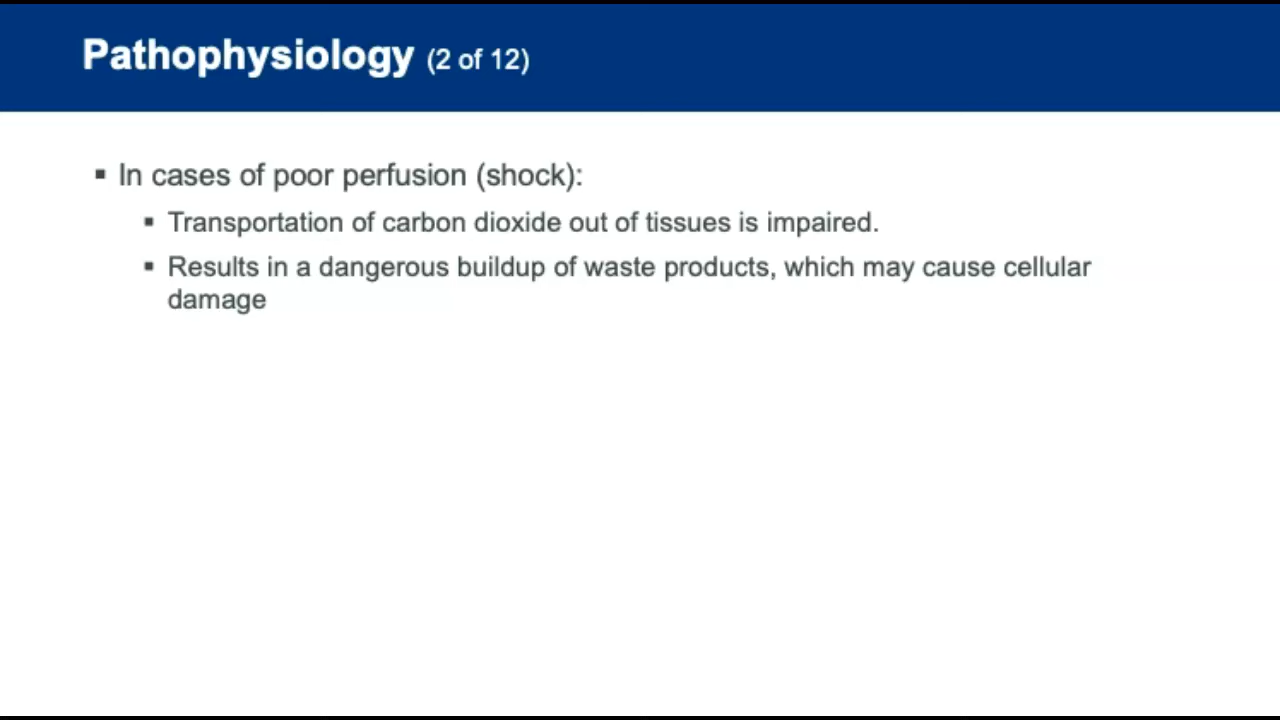 Pathophysiology (2 of 12)
▪ In cases of poor perfusion (shock):
▪ Transportation of carbon dioxide out of tissues is impaired.
▪ Results in a dangerous buildup of waste products, which may cause cellular
damage